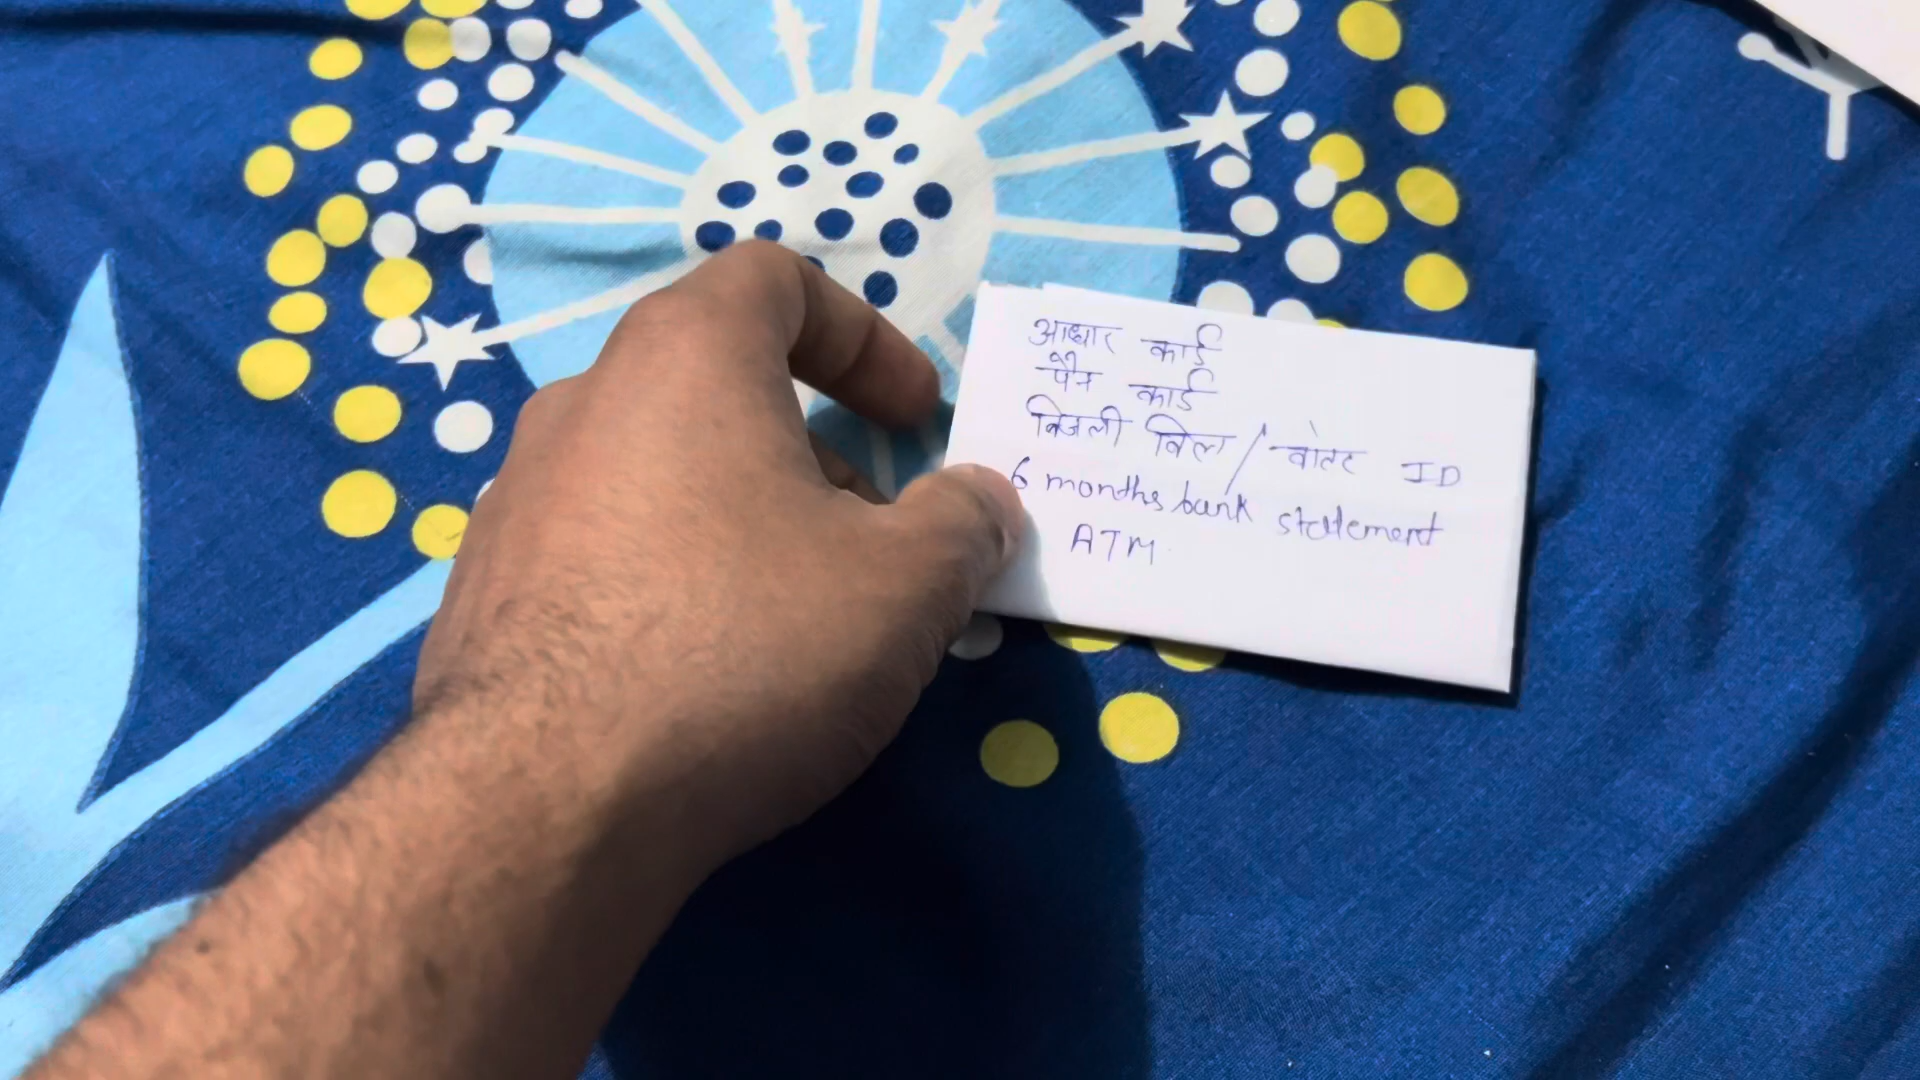 आधार कार्ड
पैन कार्ड
बिजली बिल / वोटर ID
6 months bank statement
ATM